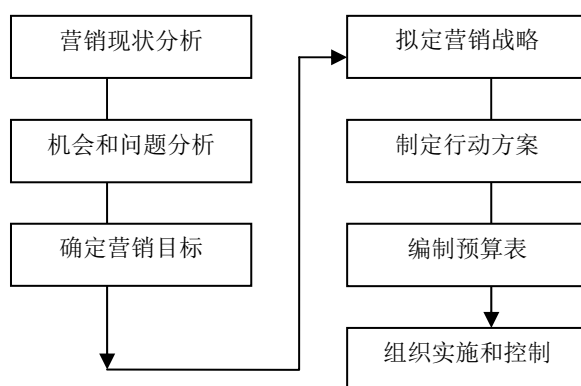 营销现状分析
机会和问题分析
确定营销目标
拟定营销战略
制定行动方案
编制预算表
组织实施和控制